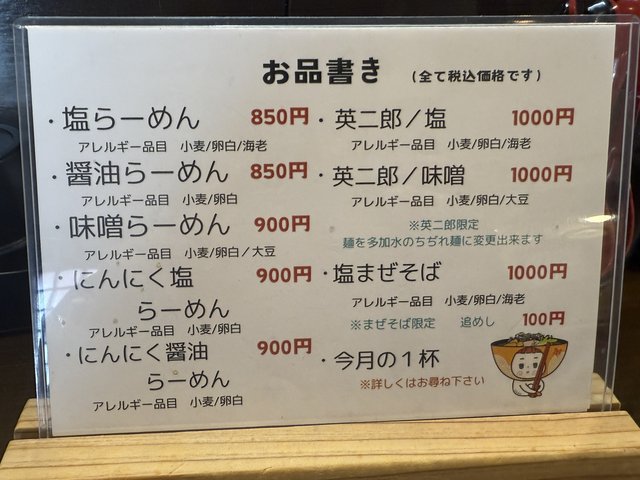 お品書き (全て税込価格です)
・塩らーめん 850円
アレルギー品目 小麦/卵白/海老
・醤油らーめん 850円
アレルギー品目 小麦/卵白
・味噌らーめん 900円
アレルギー品目 小麦/卵白/大豆
・にんにく塩 900円
らーめん
アレルギー品目 小麦/卵白
・にんにく醤油 900円
らーめん
アレルギー品目 小麦/卵白
・英二郎/塩 1000円
アレルギー品目 小麦/卵白/海老
・英二郎/味噌 1000円
アレルギー品目 小麦/卵白/大豆
※英二郎限定
麺を多加水のちぢれ麺に変更出来ます
・塩まぜそば 1000円
アレルギー品目 小麦/卵白/海老
※まぜそば限定 追めし 100円
・今月の1杯
※詳しくはお尋ね下さい